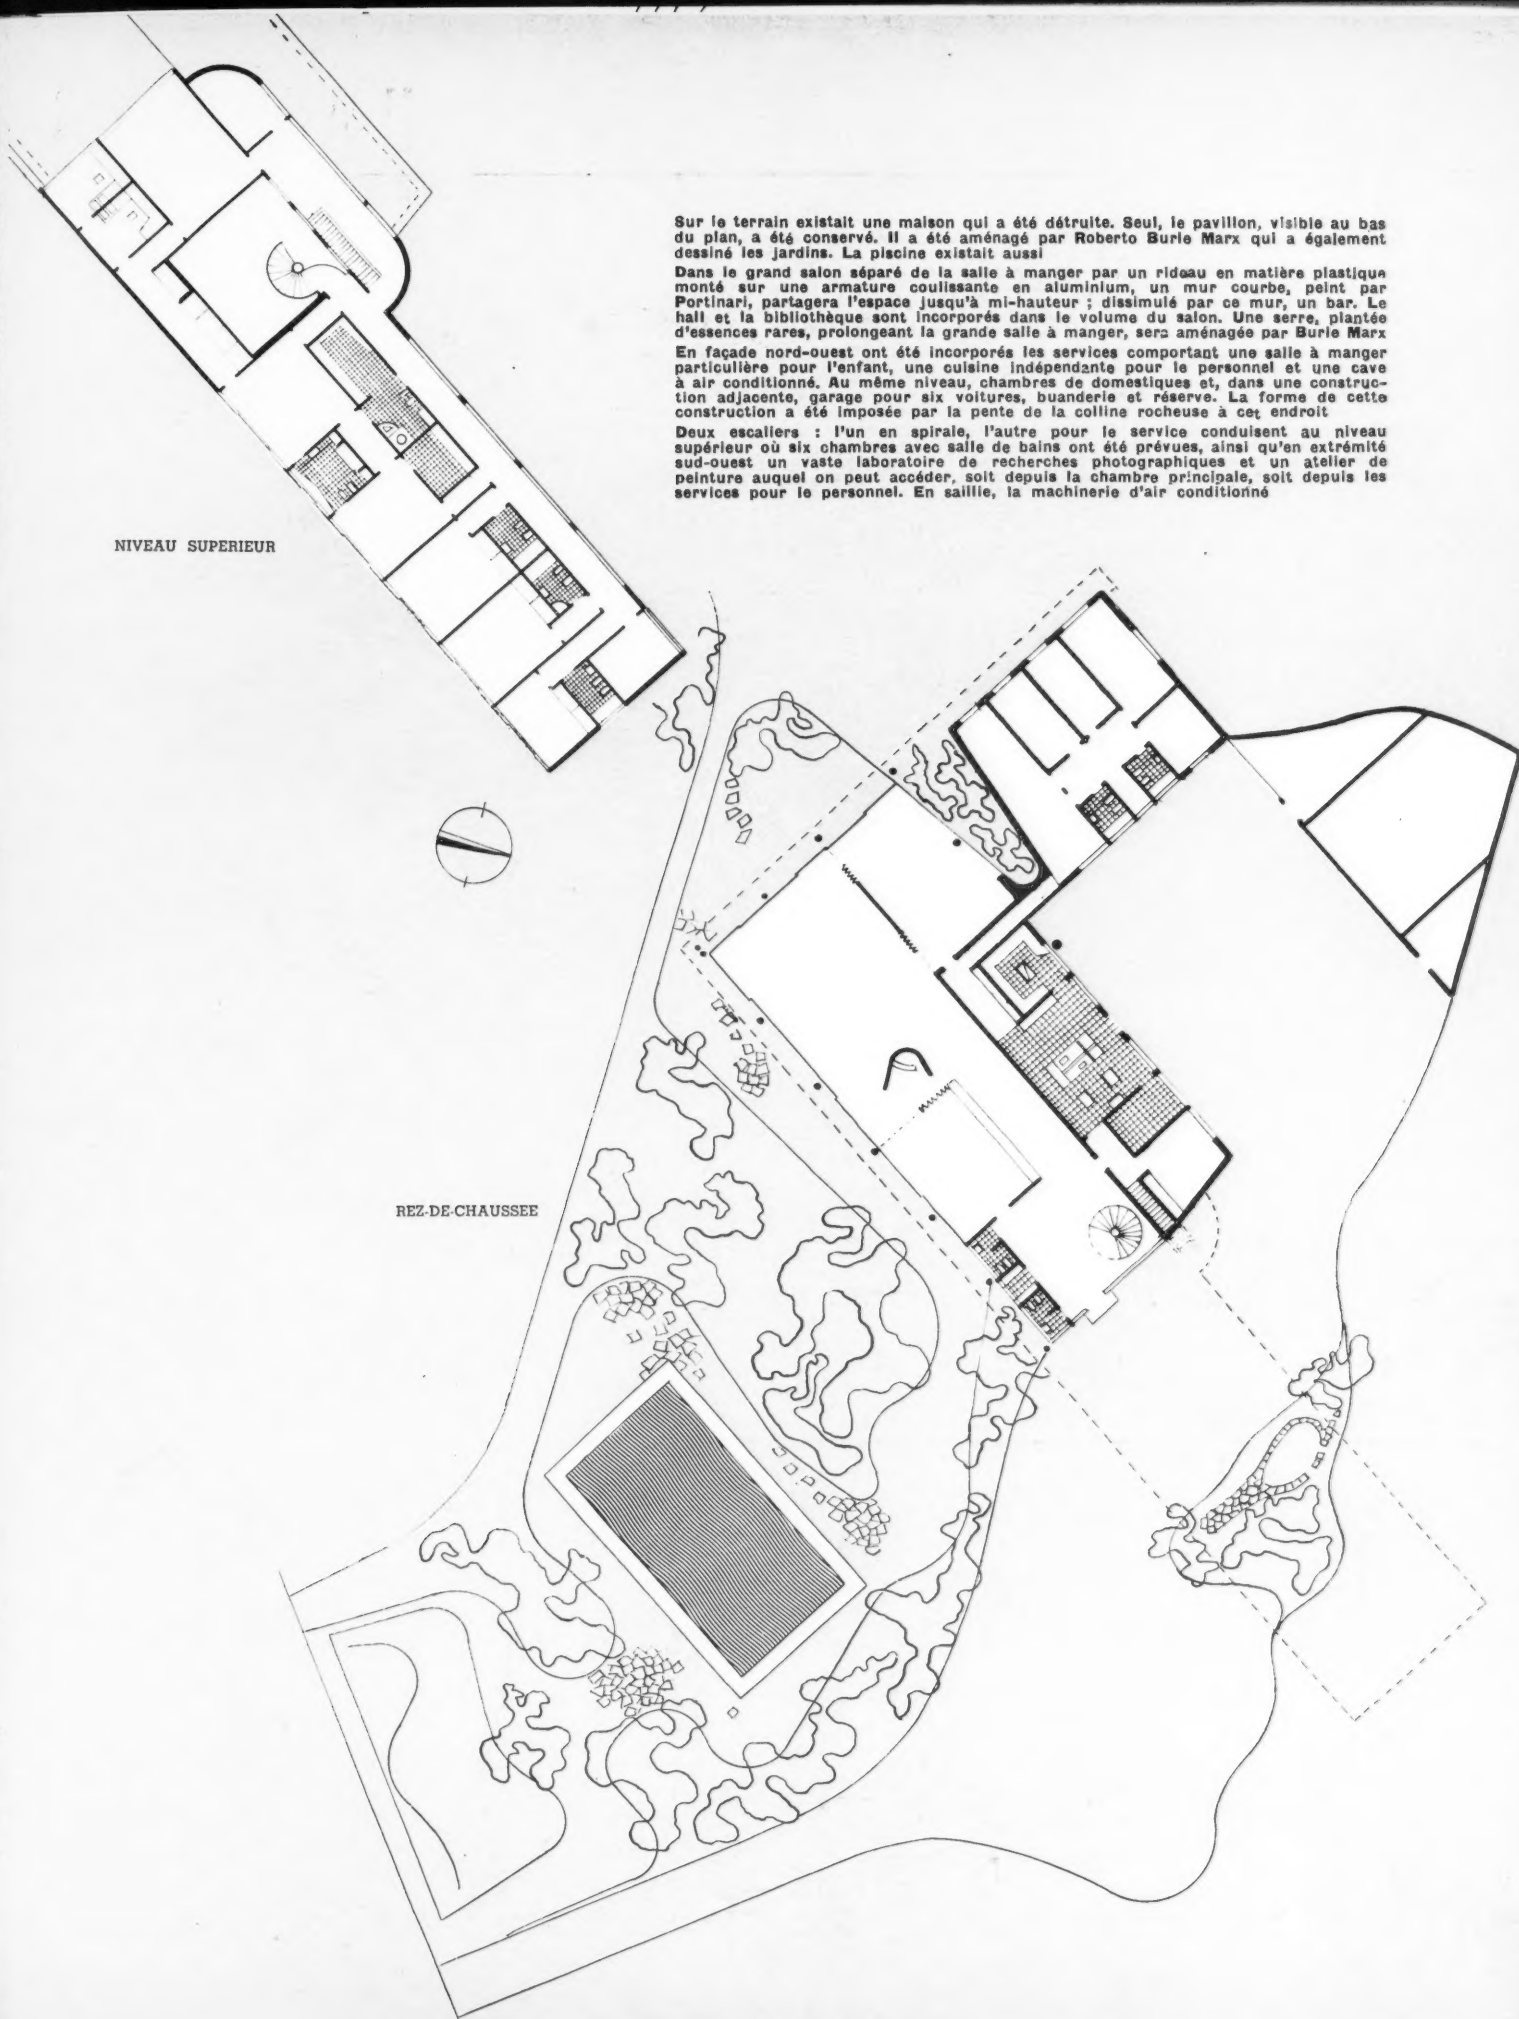 Sur le terrain existait une maison qui a été détruite. Seul, le pavillon, visible au bas
du plan, a été conservé. Il a été aménagé par Roberto Burle Marx qui a également
dessiné les jardins. La piscine existait aussi
Dans le grand salon séparé de la salle à manger par un rideau en matière plastique
monté sur une armature coulissante en aluminium, un mur courbe, peint par
Portinari, partagera l'espace jusqu'à mi-hauteur ; dissimulé par ce mur, un bar. Le
hall et la bibliothèque sont incorporés dans le volume du salon. Une serre, plantée
d'essences rares, prolongeant la grande salle à manger, sera aménagée par Burle Marx
En façade nord-ouest ont été incorporés les services comportant une salle à manger
particulière pour l'enfant, une cuisine indépendante pour le personnel et une cave
à air conditionné. Au même niveau, chambres de domestiques et, dans une construc-
tion adjacente, garage pour six voitures, buanderie et réserve. La forme de cette
construction a été imposée par la pente de la colline rocheuse à cet endroit
Deux escaliers : l'un en spirale, l'autre pour le service conduisent au niveau
supérieur où six chambres avec salle de bains ont été prévues, ainsi qu'en extrémité
sud-ouest un vaste laboratoire de recherches photographiques et un atelier de
peinture auquel on peut accéder, soit depuis la chambre principale, soit depuis les
services pour le personnel. En saillie, la machinerie d'air conditionné
NIVEAU SUPERIEUR
REZ-DE-CHAUSSEE